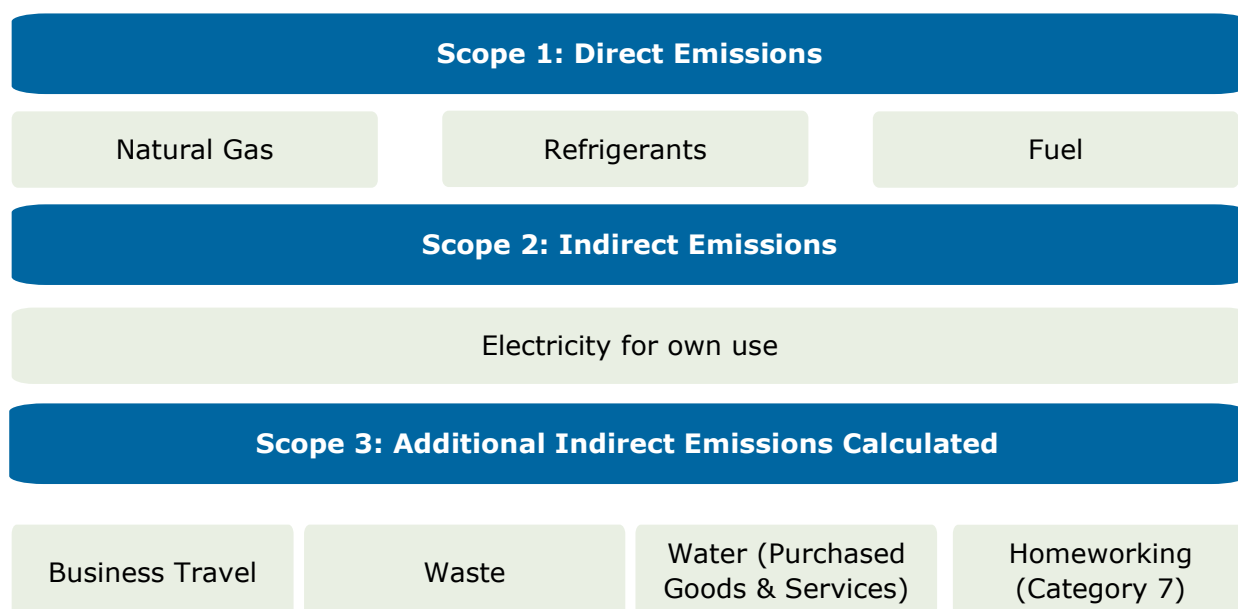 Scope 1: Direct Emissions
Natural Gas
Refrigerants
Fuel
Scope 2: Indirect Emissions
Electricity for own use
Scope 3: Additional Indirect Emissions Calculated
Business Travel
Waste
Water (Purchased
Goods & Services)
Homeworking
(Category 7)